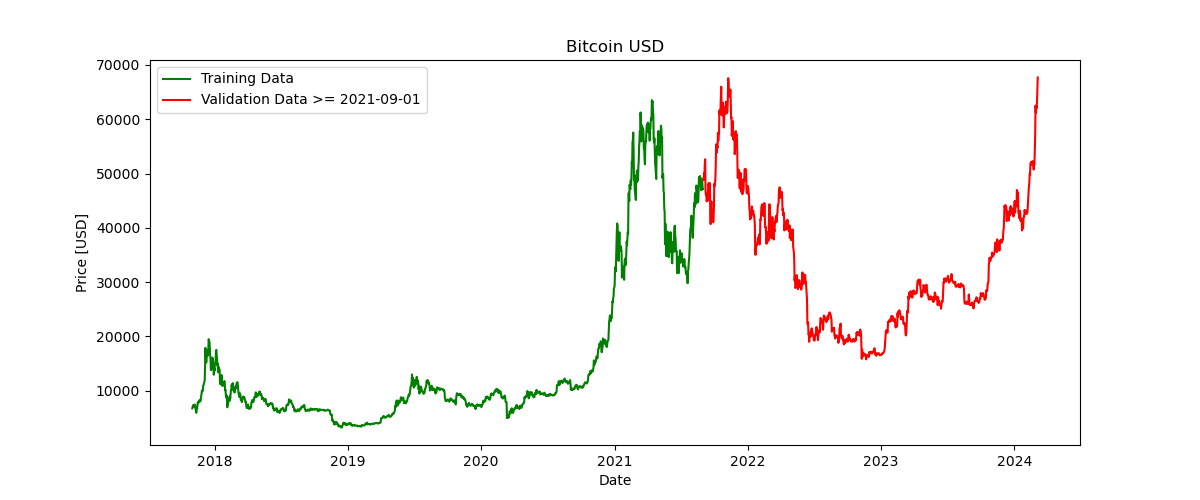 Bitcoin USD
Training Data
Validation Data >= 2021-09-01
Price [USD]
70000
60000
50000
40000
30000
20000
10000
2018 2019 2020 2021 2022 2023 2024
Date